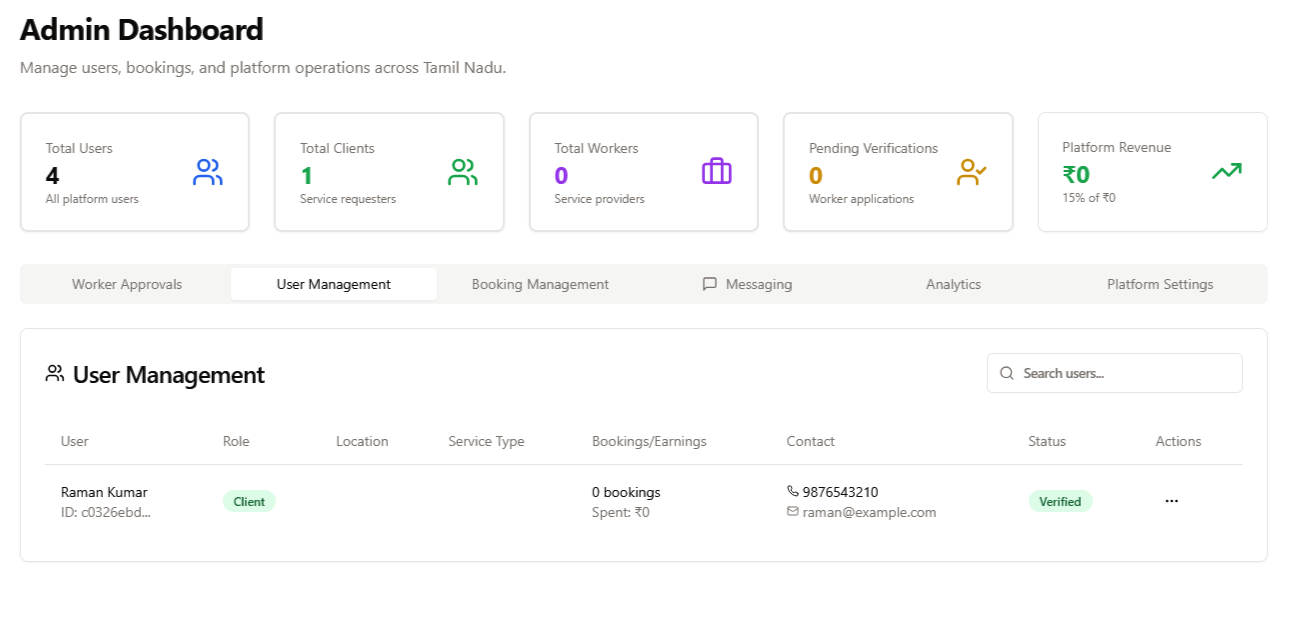 Admin Dashboard
Manage users, bookings, and platform operations across Tamil Nadu.
Total Users
4
All platform users
Total Clients
1
Service requesters
Total Workers
0
Service providers
Pending Verifications
0
Worker applications
Platform Revenue
₹0
15% of ₹0
Worker Approvals
User Management
Booking Management
Messaging
Analytics
Platform Settings
User Management
Search users...
User Role Location Service Type Bookings/Earnings Contact Status Actions
Raman Kumar
ID: c0326ebd...
Client
0 bookings
Spent: ₹0
9876543210
raman@example.com
Verified
...